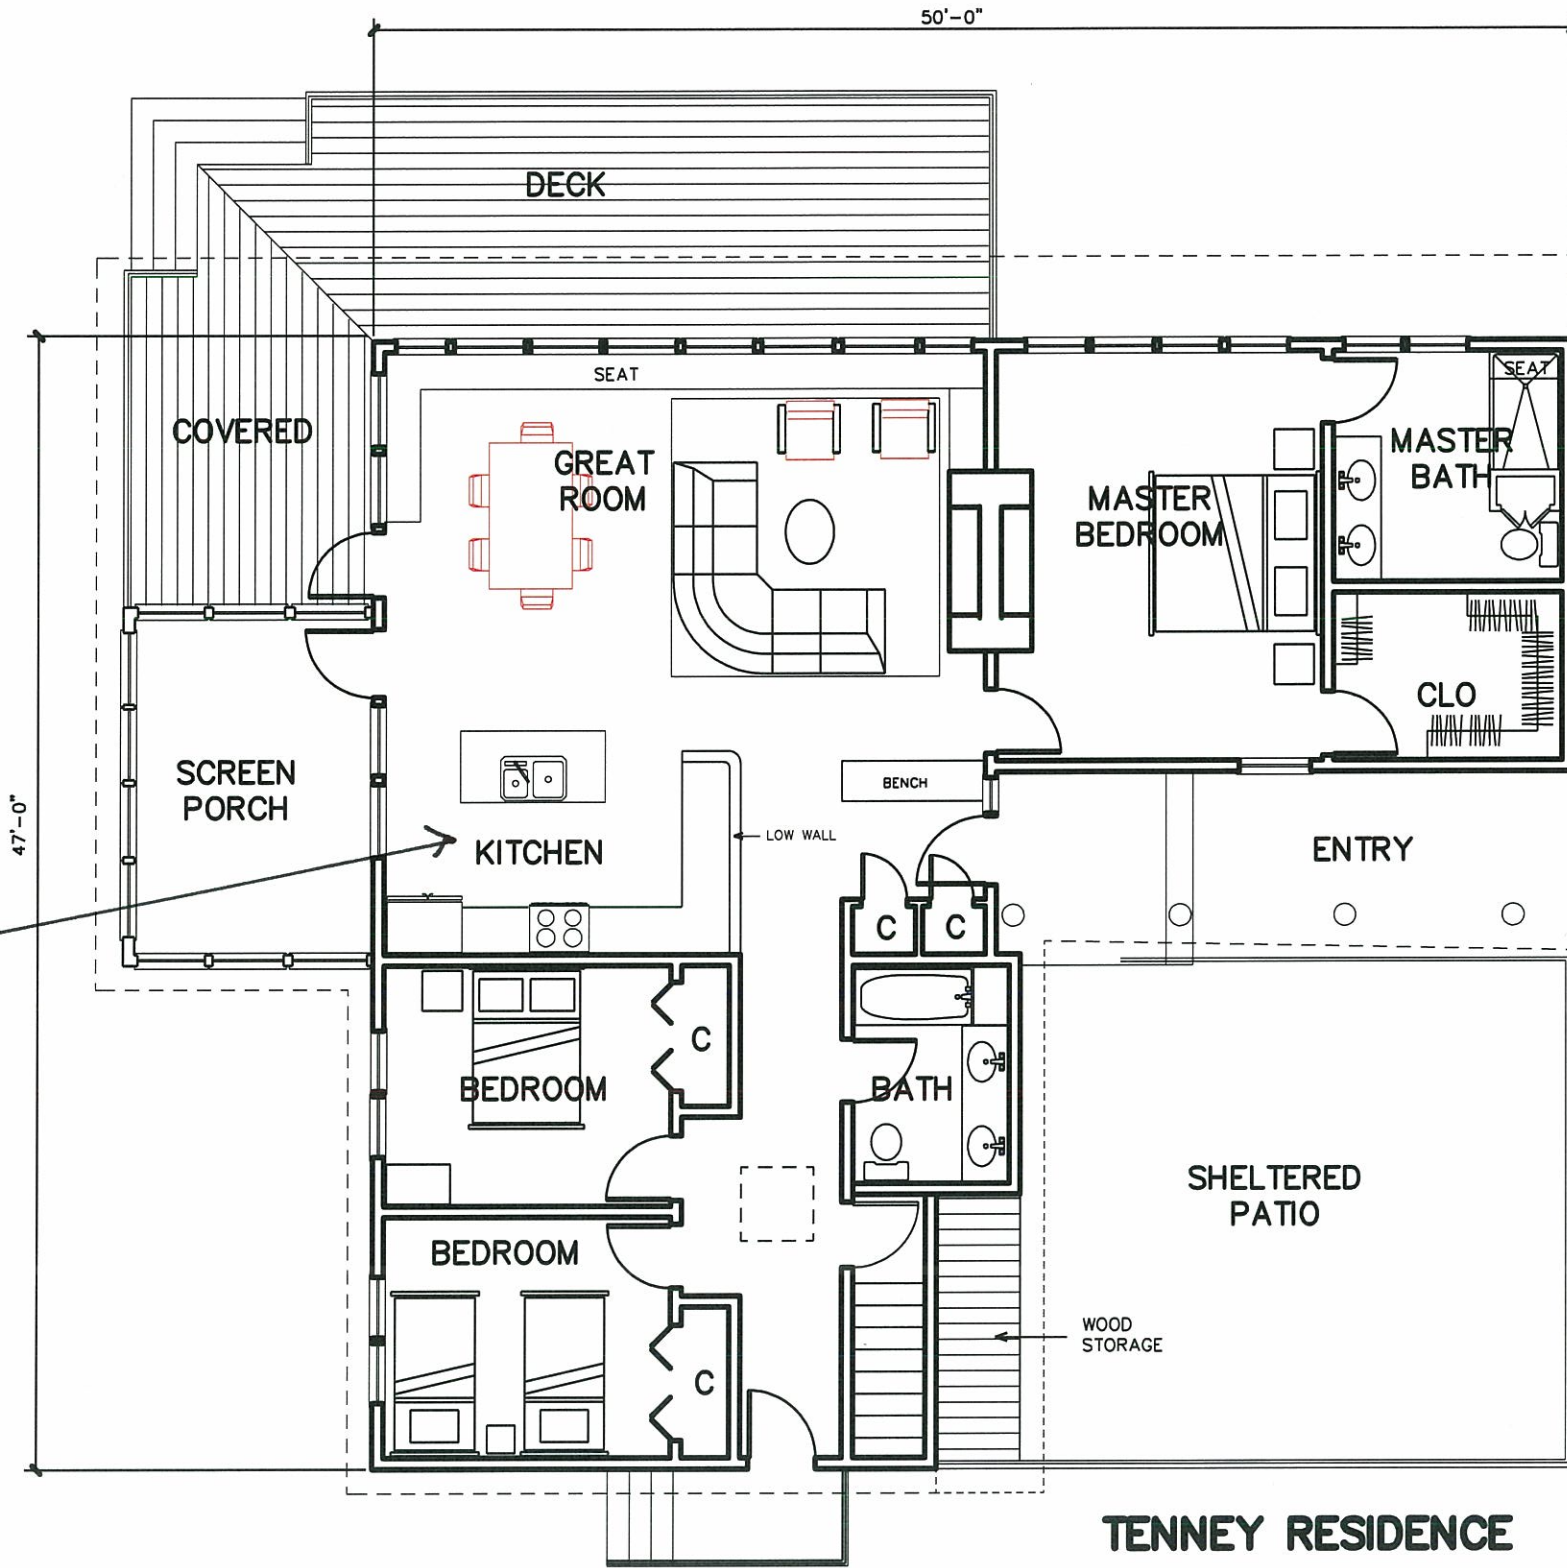 50'-0"
DECK
SEAT
SEAT
COVERED
GREAT
ROOM
MASTER
BEDROOM
MASTER
BATH
CLO
SCREEN
PORCH
47'-0"
BENCH
LOW WALL
KITCHEN
ENTRY
C
C
C
BEDROOM
BATH
SHELTERED
PATIO
BEDROOM
WOOD
STORAGE
C
TENNEY RESIDENCE